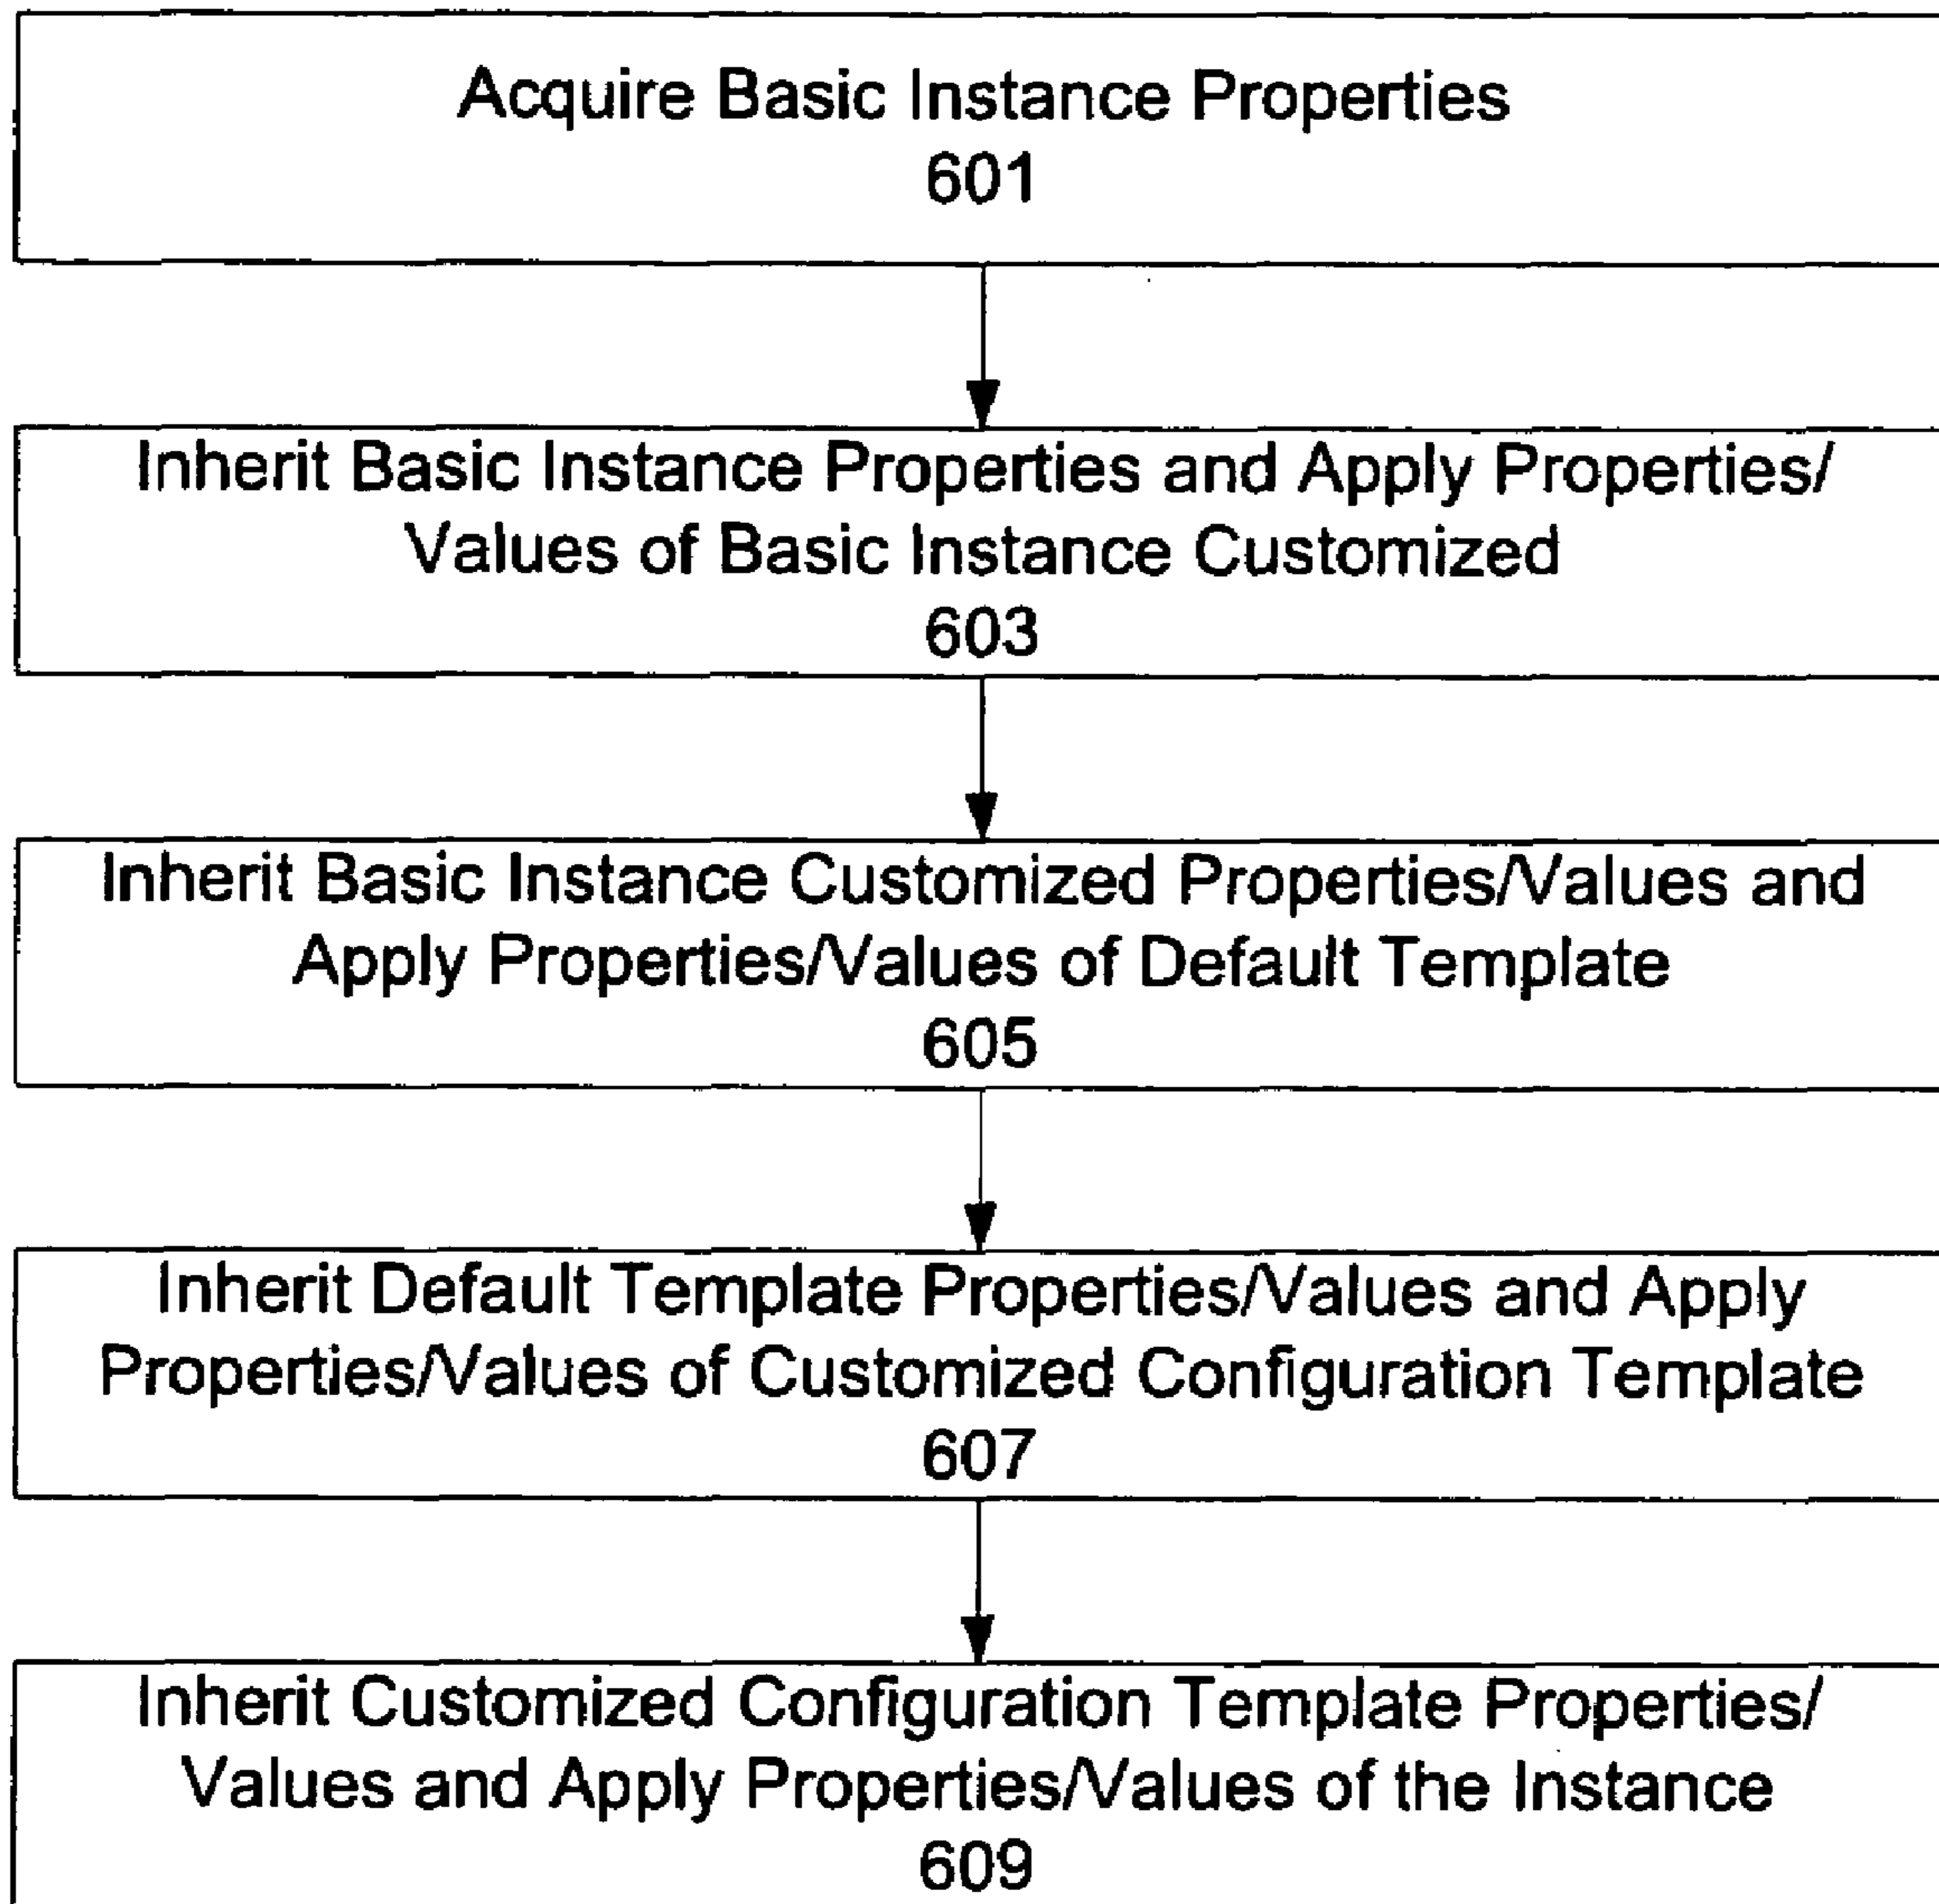 Acquire Basic Instance Properties
601
Inherit Basic Instance Properties and Apply Properties/
Values of Basic Instance Customized
603
Inherit Basic Instance Customized Properties/Values and
Apply Properties/Values of Default Template
605
Inherit Default Template Properties/Values and Apply
Properties/Values of Customized Configuration Template
607
Inherit Customized Configuration Template Properties/
Values and Apply Properties/Values of the Instance
609